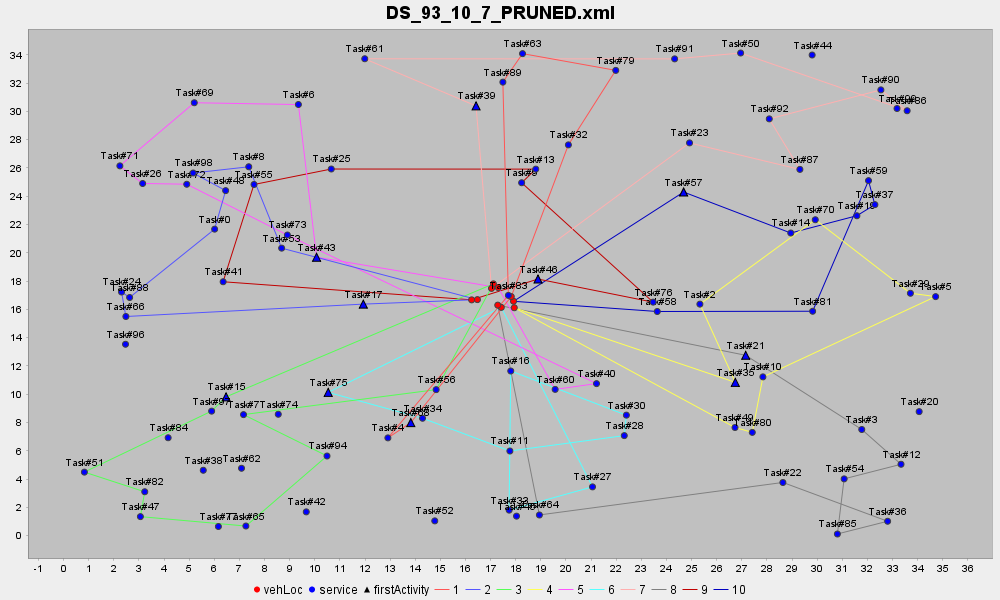 DS_93_10_7_PRUNED.xml
34
32
30
28
26
24
22
20
18
16
14
12
10
8
6
4
2
0
Task#61
Task#63
Task#91
Task#50
Task#44
Task#79
Task#89
Task#90
Task#39
Task#86
Task#69
Task#6
Task#92
Task#32
Task#23
Task#71
Task#98
Task#8
Task#25
Task#13
Task#87
Task#26
Task#72
Task#55
Task#9
Task#59
Task#48
Task#57
Task#37
Task#70
Task#14
Task#0
Task#73
Task#53
Task#43
Task#41
Task#46
Task#24
Task#88
Task#83
Task#76
Task#2
Task#29
Task#5
Task#17
Task#58
Task#81
Task#66
Task#96
Task#21
Task#16
Task#10
Task#35
Task#60
Task#40
Task#56
Task#15
Task#75
Task#97
Task#7
Task#74
Task#34
Task#68
Task#30
Task#20
Task#4
Task#49
Task#80
Task#3
Task#84
Task#28
Task#11
Task#94
Task#51
Task#38
Task#62
Task#12
Task#54
Task#22
Task#27
Task#82
Task#47
Task#77
Task#65
Task#42
Task#52
Task#33
Task#64
Task#36
Task#85
-1 0 1 2 3 4 5 6 7 8 9 10 11 12 13 14 15 16 17 18 19 20 21 22 23 24 25 26 27 28 29 30 31 32 33 34 35 36
vehLoc service firstActivity 1 2 3 4 5 6 7 8 9 10